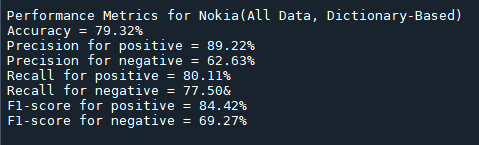 Performance Metrics for Nokia(All Data, Dictionary-Based)
Accuracy = 79.32%
Precision for positive = 89.22%
Precision for negative = 62.63%
Recall for positive = 80.11%
Recall for negative = 77.50&
F1-score for positive = 84.42%
F1-score for negative = 69.27%